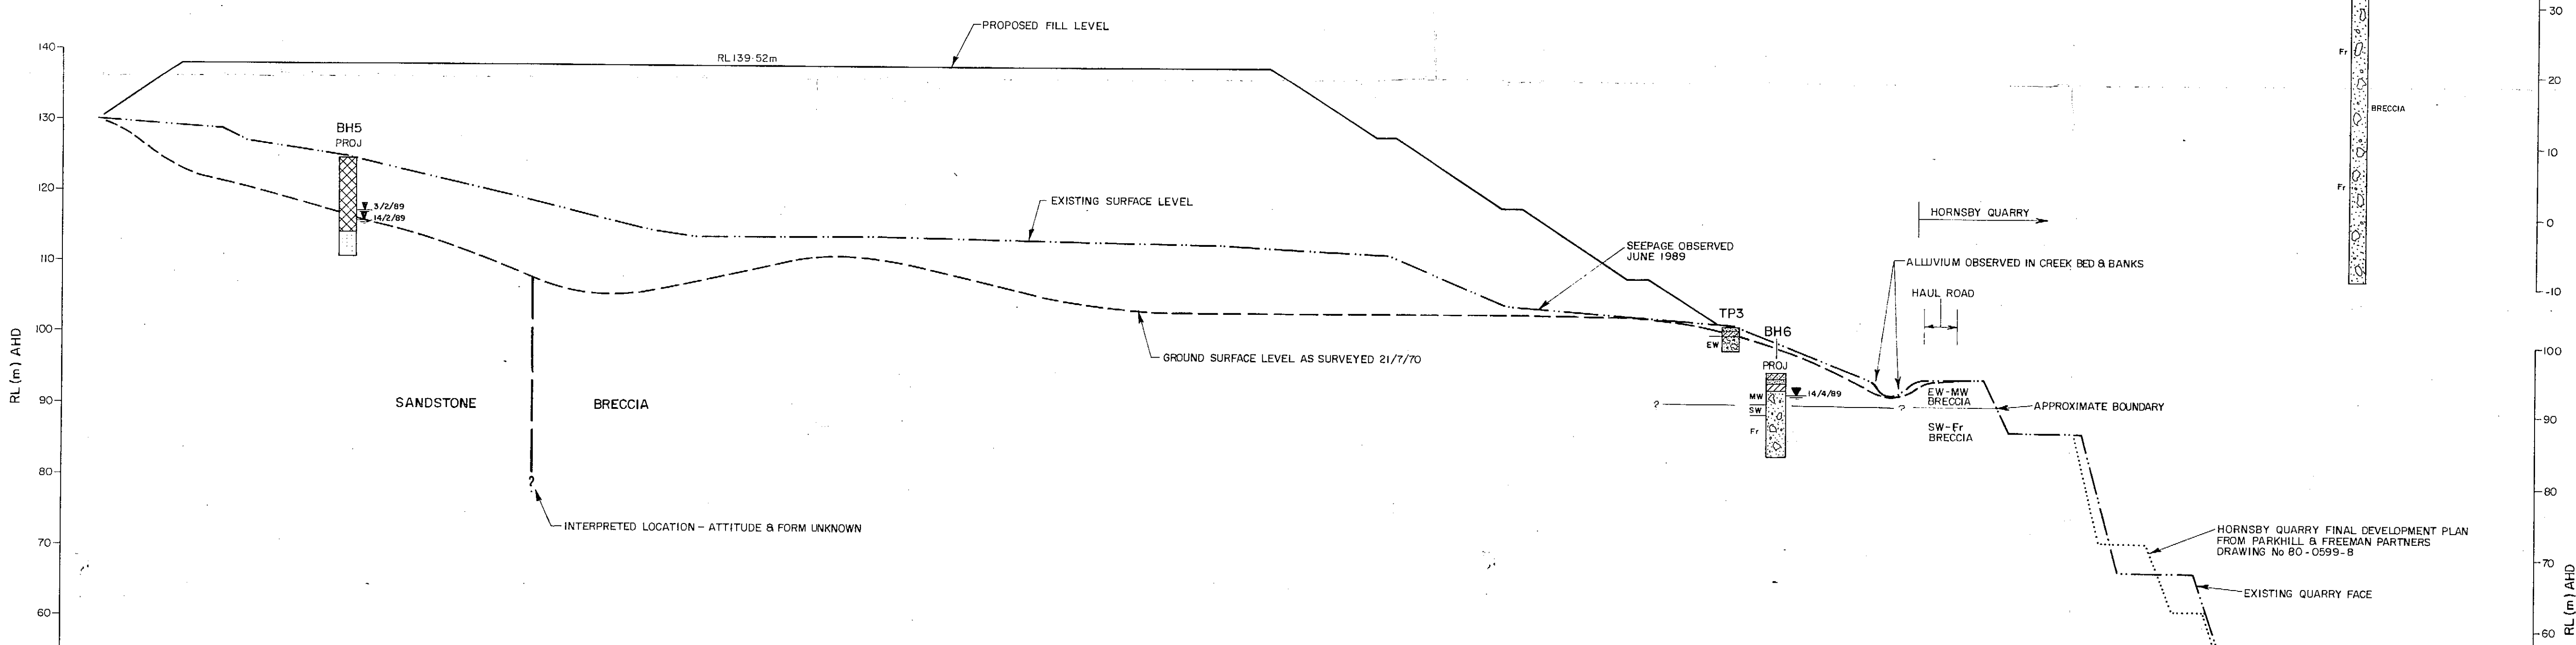 PROPOSED FILL LEVEL
RL 139·52m
140
130
120
110
100
90
80
70
60
RL (m) AHD
BH5
PROJ
3/2/89
14/2/89
EXISTING SURFACE LEVEL
SEEPAGE OBSERVED
JUNE 1989
GROUND SURFACE LEVEL AS SURVEYED 21/7/70
SANDSTONE
BRECCIA
?
INTERPRETED LOCATION – ATTITUDE & FORM UNKNOWN
TP3
EW
BH6
PROJ
MW
SW
Fr
14/4/89
?
?
HORNSBY QUARRY
ALLUVIUM OBSERVED IN CREEK BED & BANKS
HAUL ROAD
EW-MW
BRECCIA
SW-Fr
BRECCIA
APPROXIMATE BOUNDARY
HORNSBY QUARRY FINAL DEVELOPMENT PLAN
FROM PARKHILL & FREEMAN PARTNERS
DRAWING No 80-0599-8
EXISTING QUARRY FACE
Fr
BRECCIA
Fr
30
20
10
0
-10
100
90
80
70
60
RL (m) AHD